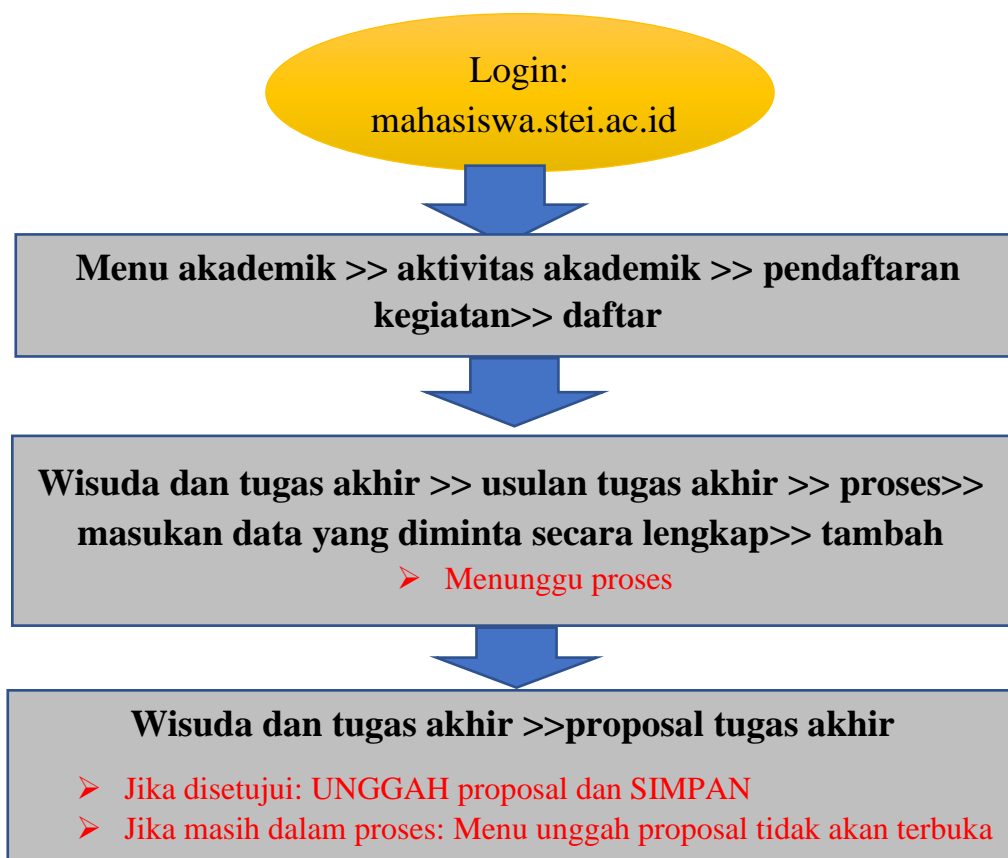 Login:
mahasiswa.stei.ac.id
Menu akademik >> aktivitas akademik >> pendaftaran
kegiatan>> daftar
Wisuda dan tugas akhir >> usulan tugas akhir >> proses>>
masukan data yang diminta secara lengkap>> tambah
➢ Menunggu proses
Wisuda dan tugas akhir >>proposal tugas akhir
➢ Jika disetujui: UNGGAH proposal dan SIMPAN
➢ Jika masih dalam proses: Menu unggah proposal tidak akan terbuka